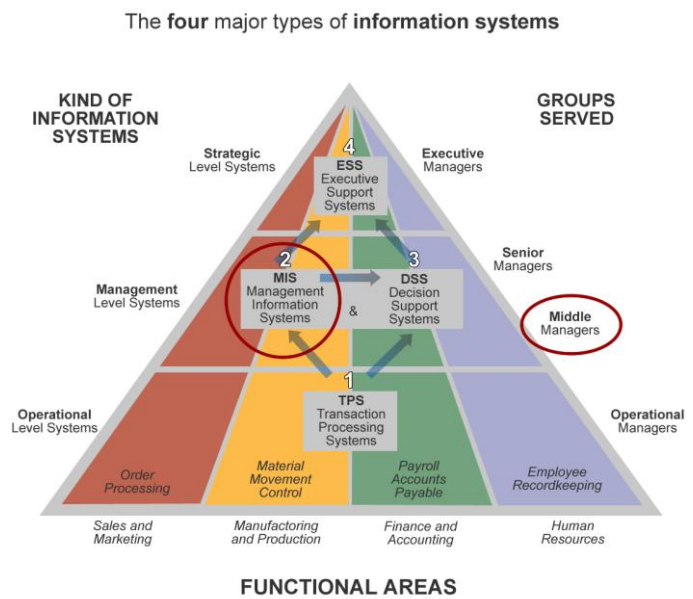 The four major types of information systems
KIND OF
INFORMATION
SYSTEMS
GROUPS
SERVED
Strategic
Level Systems
4
ESS
Executive
Support
Systems
Executive
Managers
Management
Level Systems
2
MIS
Management
Information
Systems
&
3
DSS
Decision
Support
Systems
Senior
Managers
Middle
Managers
Operational
Level Systems
1
TPS
Transaction
Processing
Systems
Operational
Managers
Order
Processing
Material
Movement
Control
Payroll
Accounts
Payable
Employee
Recordkeeping
Sales and
Marketing
Manufactoring
and Production
Finance and
Accounting
Human
Resources
FUNCTIONAL AREAS